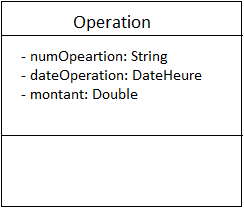 Operation
- numOpeartion: String
- dateOperation: DateHeure
- montant: Double